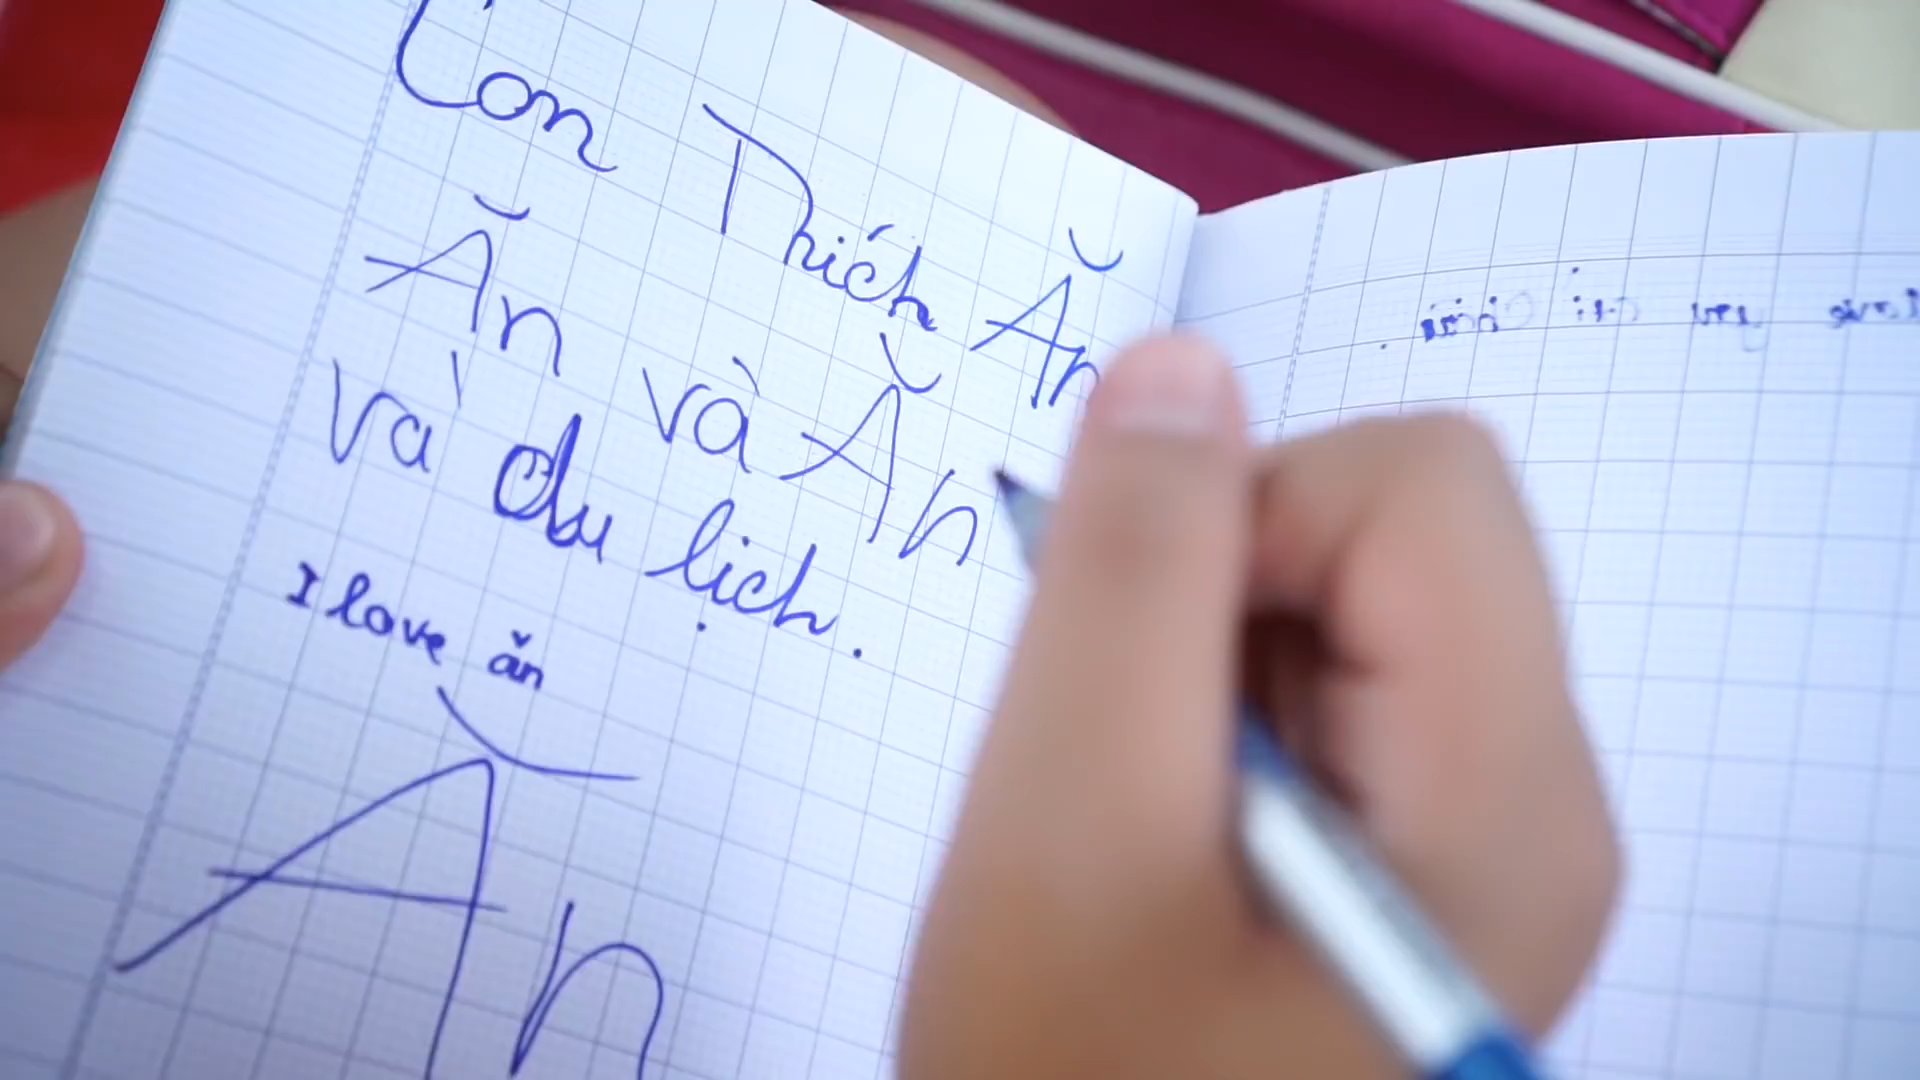 Con Thích Ăn
Ăn và Ăn
và du lịch.
I love ăn
Ăn